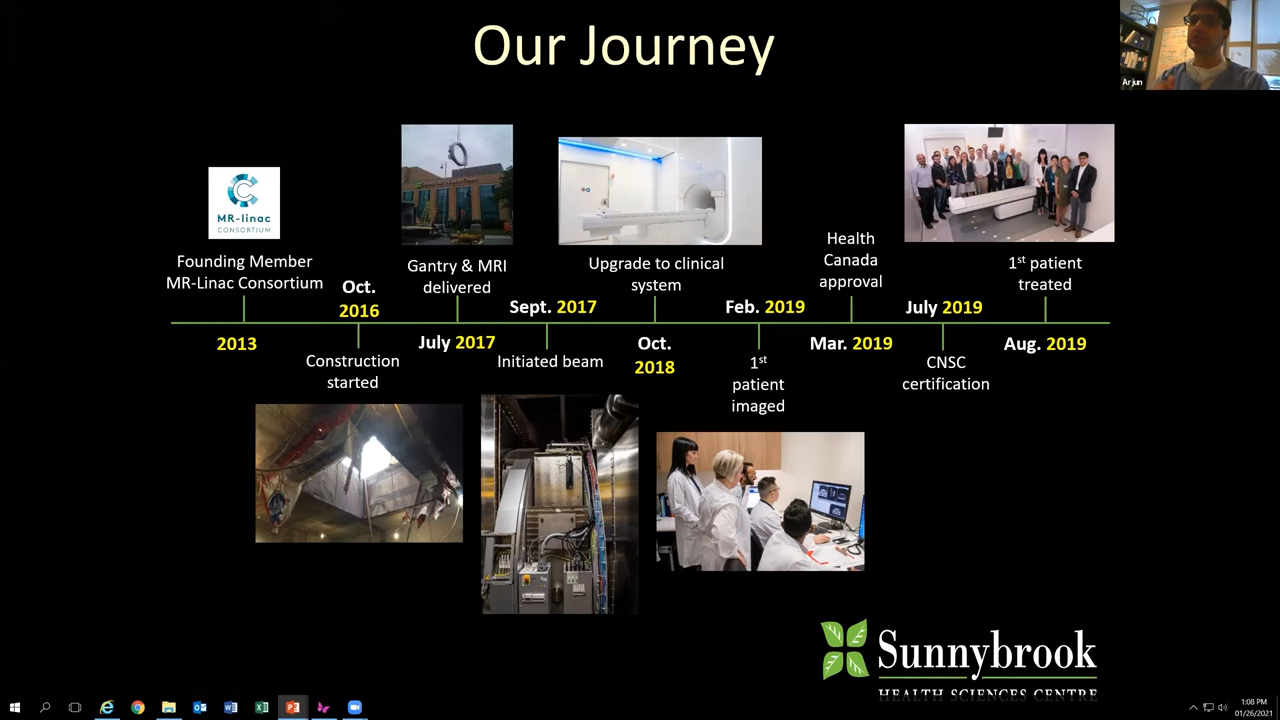 Our Journey
Arjun
MR-linac
CONSORTIUM
Founding Member
MR-Linac Consortium
2013
Oct.
2016
Construction
started
Gantry & MRI
delivered
July 2017
Sept. 2017
Initiated beam
Upgrade to clinical
system
Oct.
2018
Feb. 2019
1st
patient
imaged
Health
Canada
approval
Mar. 2019
July 2019
CNSC
certification
1st patient
treated
Aug. 2019
Sunnybrook
HEALTH SCIENCES CENTRE
1:08 PM
01/26/2021